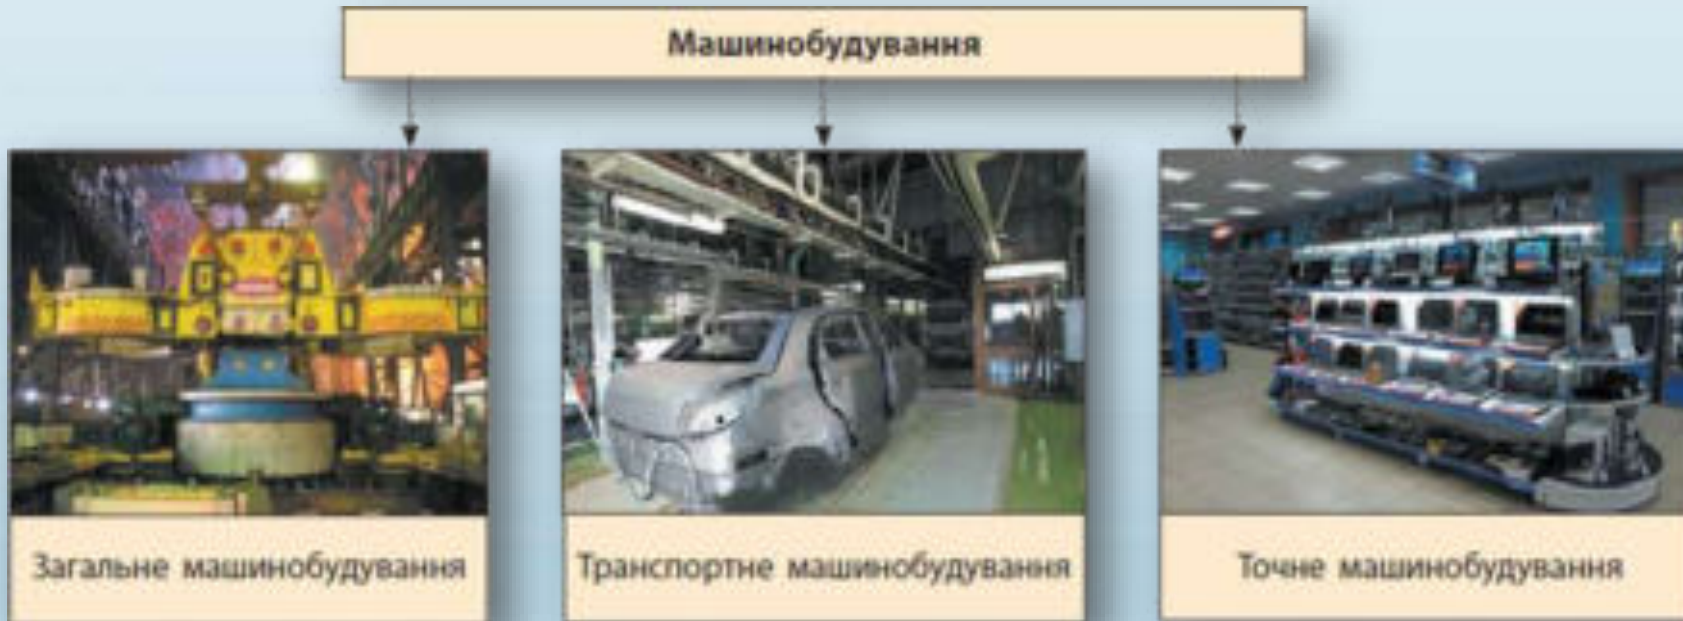 Машинобудування
Загальне машинобудування
Транспортне машинобудування
Точне машинобудування